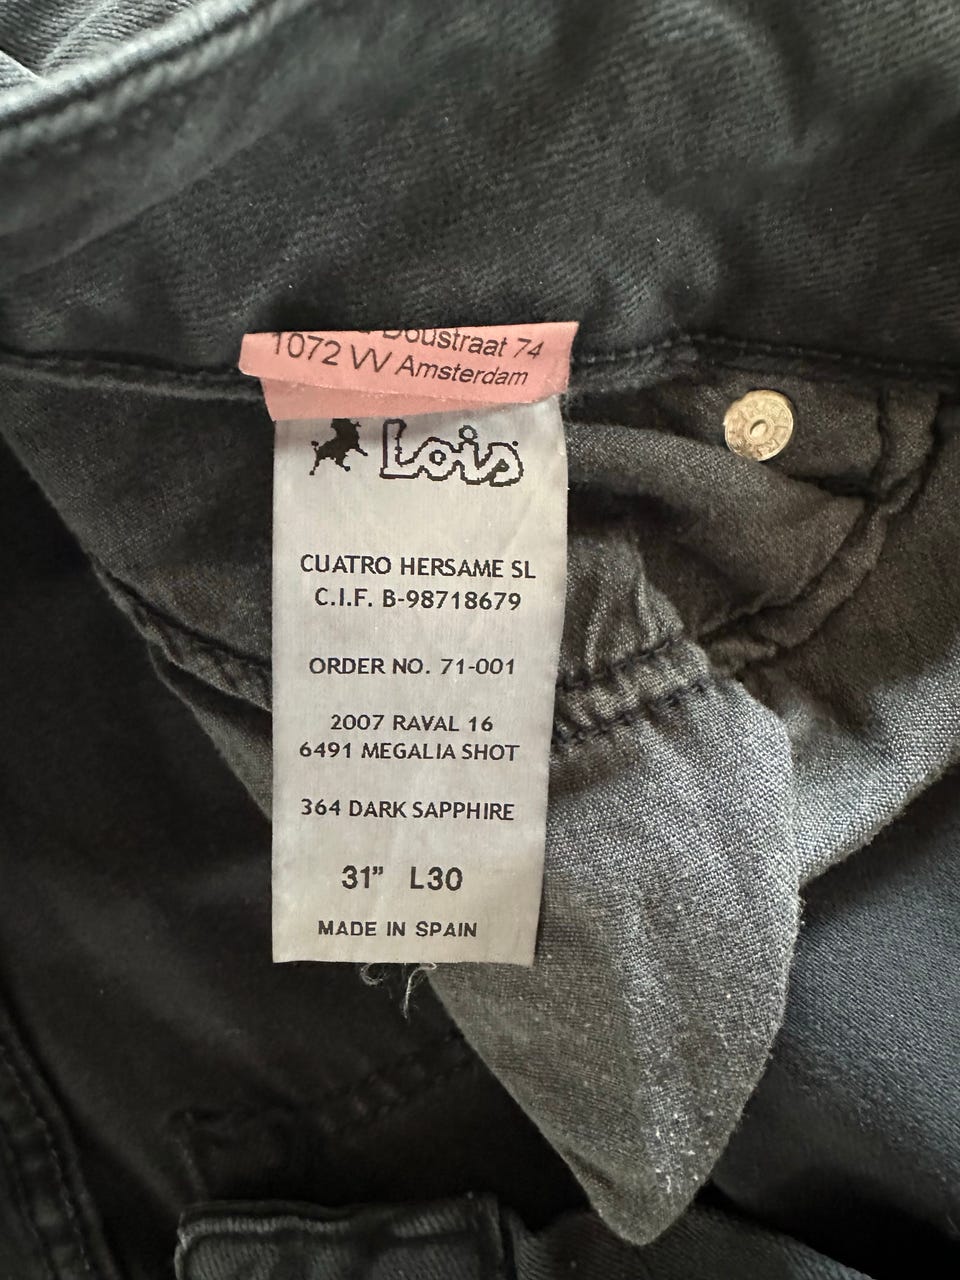 Doustraat 74
1072 VV Amsterdam
Lois
CUATRO HERSAME SL
C.I.F. B-98718679
ORDER NO. 71-001
2007 RAVAL 16
6491 MEGALIA SHOT
364 DARK SAPPHIRE
31” L30
MADE IN SPAIN